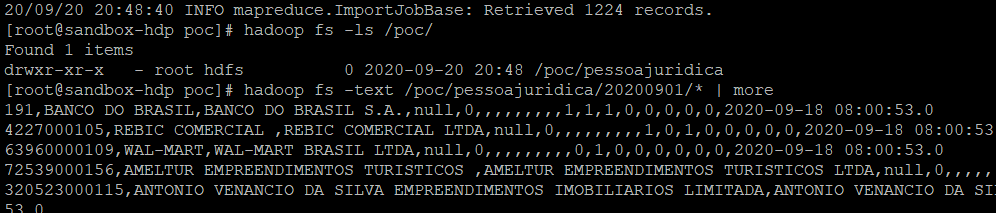 20/09/20 20:48:40 INFO mapreduce.ImportJobBase: Retrieved 1224 records.
[root@sandbox-hdp poc]# hadoop fs -ls /poc/
Found 1 items
drwxr-xr-x   - root hdfs          0 2020-09-20 20:48 /poc/pessoajuridica
[root@sandbox-hdp poc]# hadoop fs -text /poc/pessoajuridica/20200901/* | more
191,BANCO DO BRASIL,BANCO DO BRASIL S.A.,null,0,,,,,,,,,1,1,1,0,0,0,0,0,2020-09-18 08:00:53.0
4227000105,REBIC COMERCIAL ,REBIC COMERCIAL LTDA,null,0,,,,,,,,,1,0,1,0,0,0,0,0,2020-09-18 08:00:53
63960000109,WAL-MART,WAL-MART BRASIL LTDA,null,0,,,,,,,,,0,1,0,0,0,0,0,0,2020-09-18 08:00:53.0
72539000156,AMELTUR EMPREENDIMENTOS TURISTICOS ,AMELTUR EMPREENDIMENTOS TURISTICOS LTDA,null,0,,,,,
320523000115,ANTONIO VENANCIO DA SILVA EMPREENDIMENTOS IMOBILIARIOS LIMITADA,ANTONIO VENANCIO DA SI
53.0